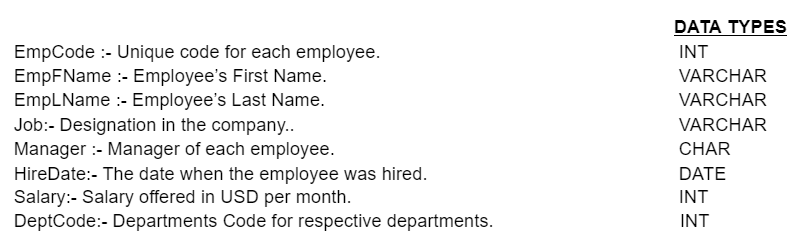 DATA TYPES
EmpCode :- Unique code for each employee. INT
EmpFName :- Employee’s First Name. VARCHAR
EmpLName :- Employee’s Last Name. VARCHAR
Job:- Designation in the company.. VARCHAR
Manager :- Manager of each employee. CHAR
HireDate:- The date when the employee was hired. DATE
Salary:- Salary offered in USD per month. INT
DeptCode:- Departments Code for respective departments. INT